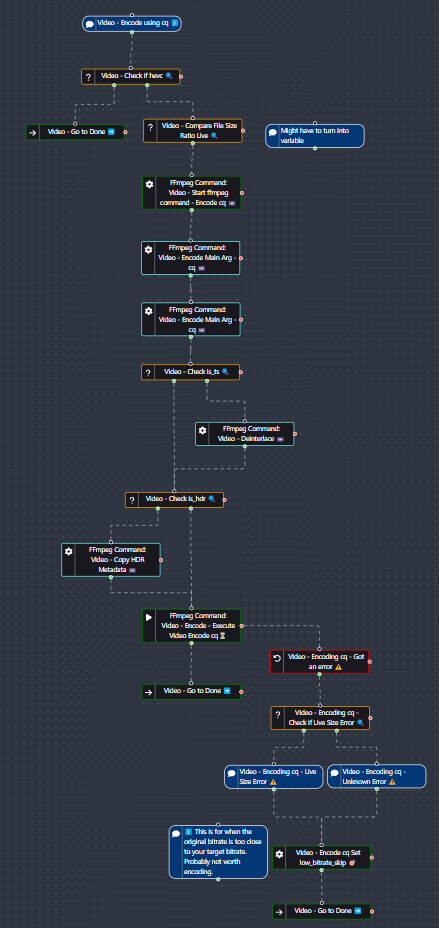 Video - Encode using cq ℹ️
Video - Check if hevc 🔍
Video - Go to Done ➡️
Video - Compare File Size
Ratio Live 🔍
Might have to turn into
variable
FFmpeg Command:
Video - Start ffmpeg
command - Encode cq
FFmpeg Command:
Video - Encode Main Arg -
cq
FFmpeg Command:
Video - Encode Main Arg -
cq
Video - Check is_ts 🔍
FFmpeg Command:
Video - Deinterlace
Video - Check is_hdr 🔍
FFmpeg Command:
Video - Copy HDR
Metadata
FFmpeg Command:
Video - Encode - Execute
Video Encode cq ⏳
Video - Encoding cq - Got
an error ⚠️
Video - Go to Done ➡️
Video - Encoding cq -
Check if Live Size Error 🔍
Video - Encoding cq - Live
Size Error ⚠️
Video - Encoding cq -
Unknown Error ⚠️
ℹ️ This is for when the
original bitrate is too close
to your target bitrate.
Probably not worth
encoding.
Video - Encode cq Set
low_bitrate_skip 🎯
Video - Go to Done ➡️